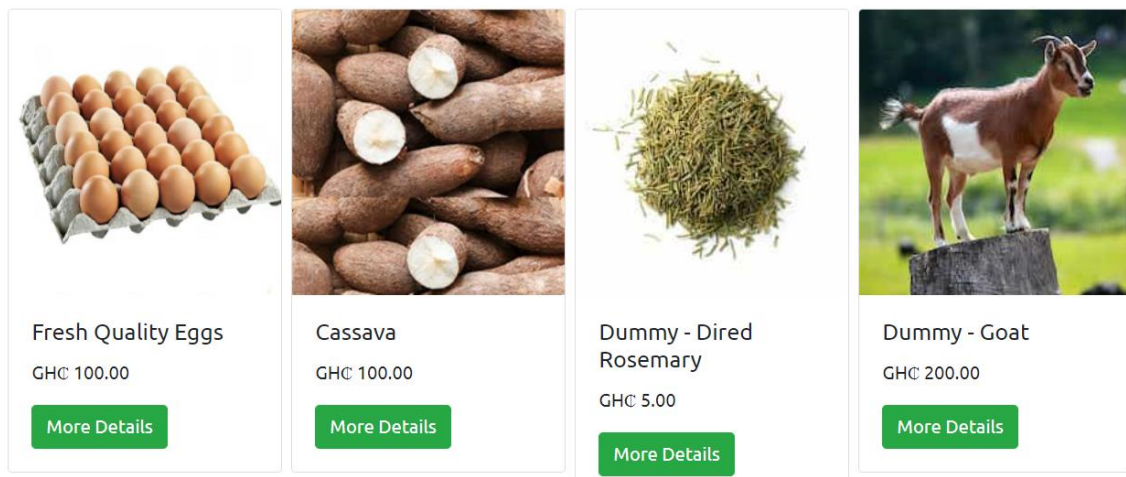 Fresh Quality Eggs
GH₵ 100.00
More Details
Cassava
GH₵ 100.00
More Details
Dummy - Dired
Rosemary
GH₵ 5.00
More Details
Dummy - Goat
GH₵ 200.00
More Details